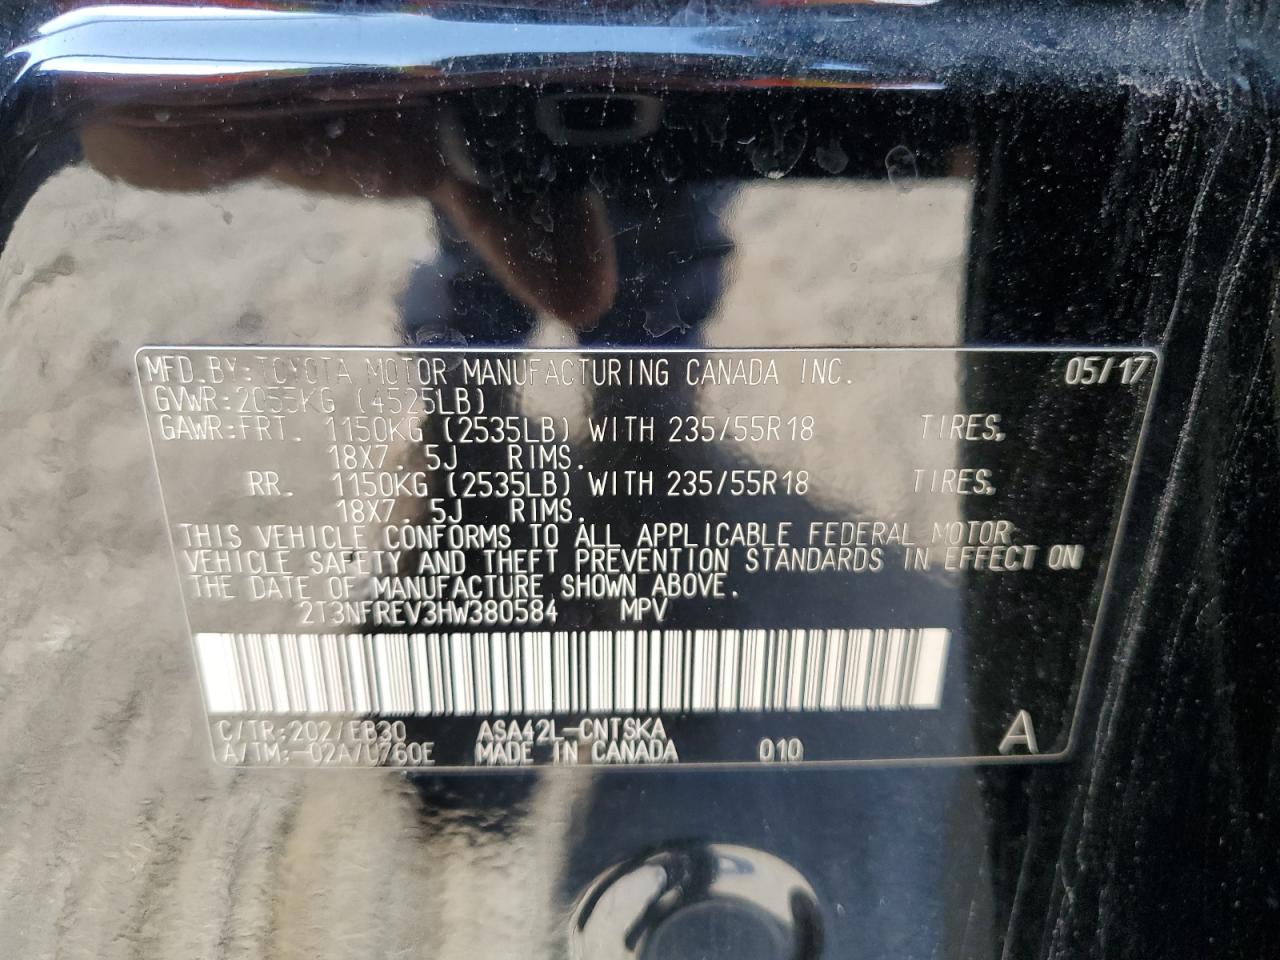 MFD.BY:TOYOTA MOTOR MANUFACTURING CANADA INC. 05/17
GVWR:2055KG (4525LB)
GAWR:FRT. 1150KG (2535LB) WITH 235/55R18 TIRES,
18X7.5J RIMS.
RR. 1150KG (2535LB) WITH 235/55R18 TIRES,
18X7.5J RIMS.
THIS VEHICLE CONFORMS TO ALL APPLICABLE FEDERAL MOTOR
VEHICLE SAFETY AND THEFT PREVENTION STANDARDS IN EFFECT ON
THE DATE OF MANUFACTURE SHOWN ABOVE.
2T3NFREV3HW380584 MPV
C/TR:202/EB30 ASA42L-CNTSKA
A/TM:-02A/U760E MADE IN CANADA 010 A